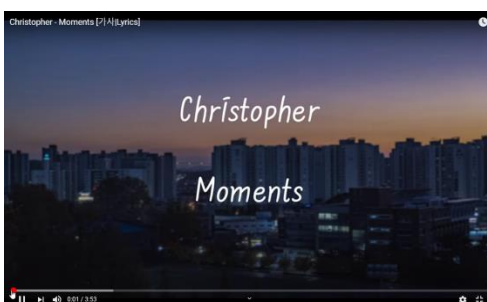 Christopher - Moments [가사|Lyrics]
Christopher
Moments
0:01 / 3:53